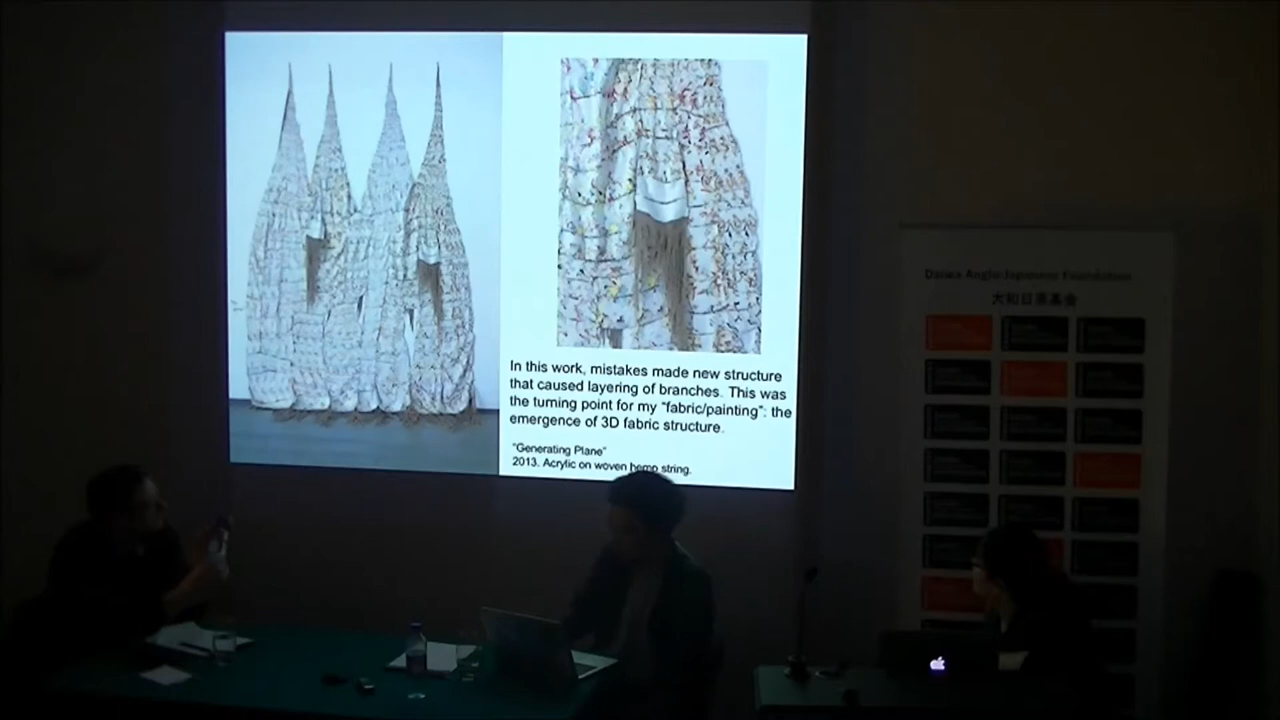 In this work, mistakes made new structure
that caused layering of branches. This was
the turning point for my "fabric/painting": the
emergence of 3D fabric structure.
"Generating Plane"
2013. Acrylic on woven hemp string.
Daiwa Anglo-Japanese Foundation
大和日英基金